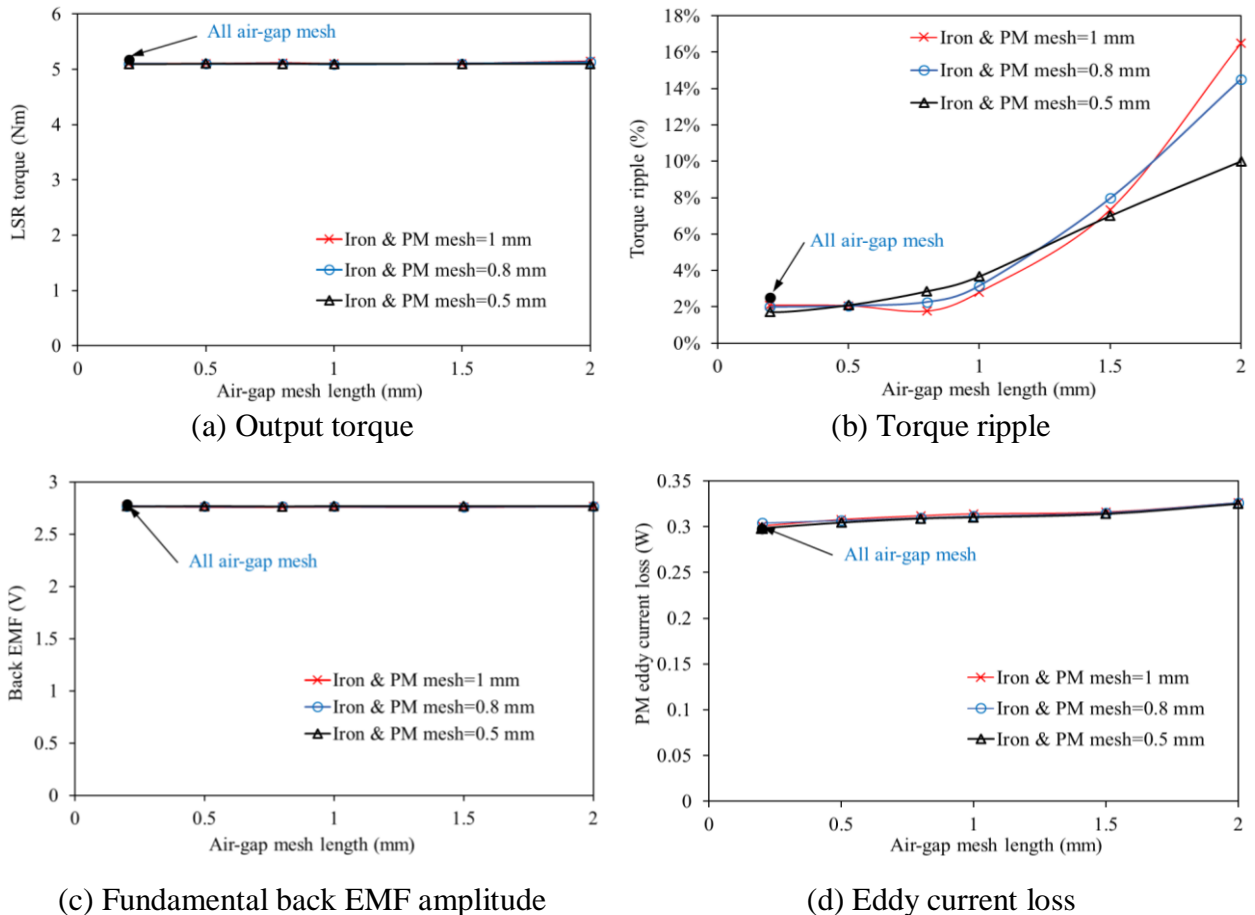 6
5
4
3
2
1
0
0
0.5
1
1.5
2
LSR torque (Nm)
Air-gap mesh length (mm)
All air-gap mesh
Iron & PM mesh=1 mm
Iron & PM mesh=0.8 mm
Iron & PM mesh=0.5 mm
(a) Output torque
18%
16%
14%
12%
10%
8%
6%
4%
2%
0%
0
0.5
1
1.5
2
Torque ripple (%)
Air-gap mesh length (mm)
Iron & PM mesh=1 mm
Iron & PM mesh=0.8 mm
Iron & PM mesh=0.5 mm
All air-gap mesh
(b) Torque ripple
3
2.5
2
1.5
1
0.5
0
0
0.5
1
1.5
2
Back EMF (V)
Air-gap mesh length (mm)
All air-gap mesh
Iron & PM mesh=1 mm
Iron & PM mesh=0.8 mm
Iron & PM mesh=0.5 mm
(c) Fundamental back EMF amplitude
0.35
0.3
0.25
0.2
0.15
0.1
0.05
0
0
0.5
1
1.5
2
PM eddy current loss (W)
Air-gap mesh length (mm)
All air-gap mesh
Iron & PM mesh=1 mm
Iron & PM mesh=0.8 mm
Iron & PM mesh=0.5 mm
(d) Eddy current loss